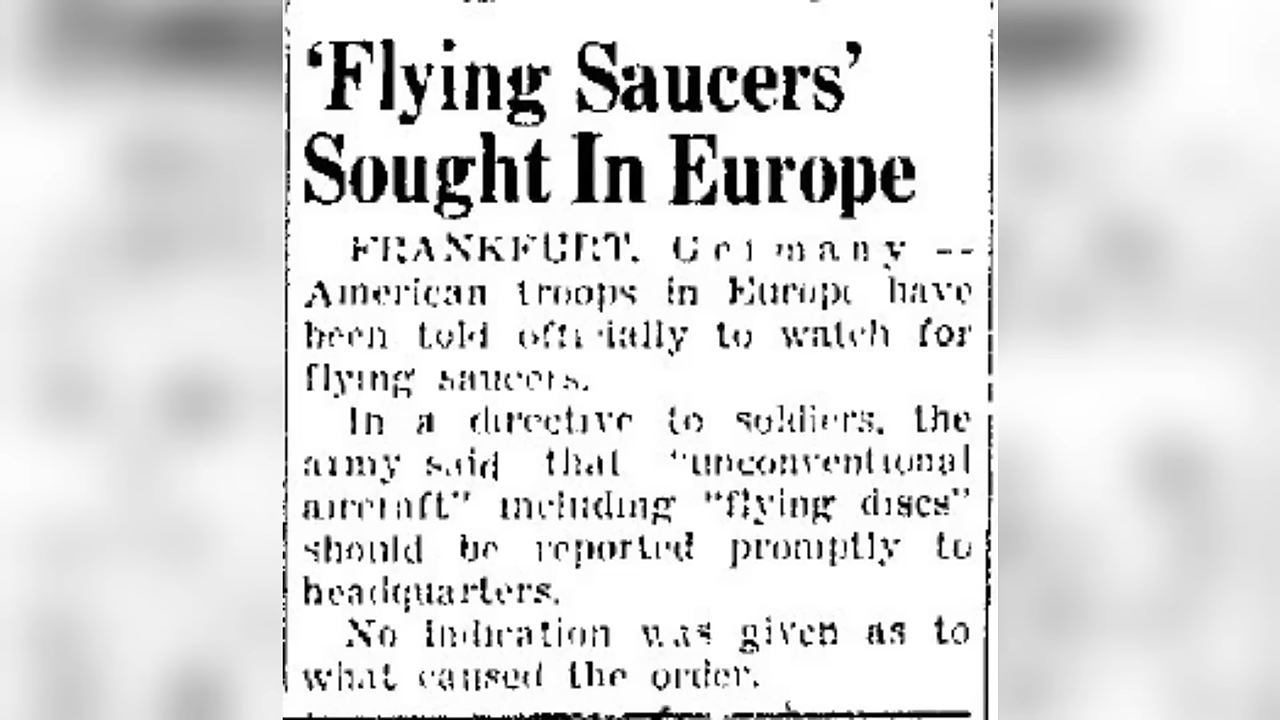 ‘Flying Saucers’
Sought In Europe
FRANKFURT, Germany --
American troops in Europe have
been told officially to watch for
flying saucers.
In a directive to soldiers, the
army said that “unconventional
aircraft” including “flying discs”
should be reported promptly to
headquarters.
No indication was given as to
what caused the order.